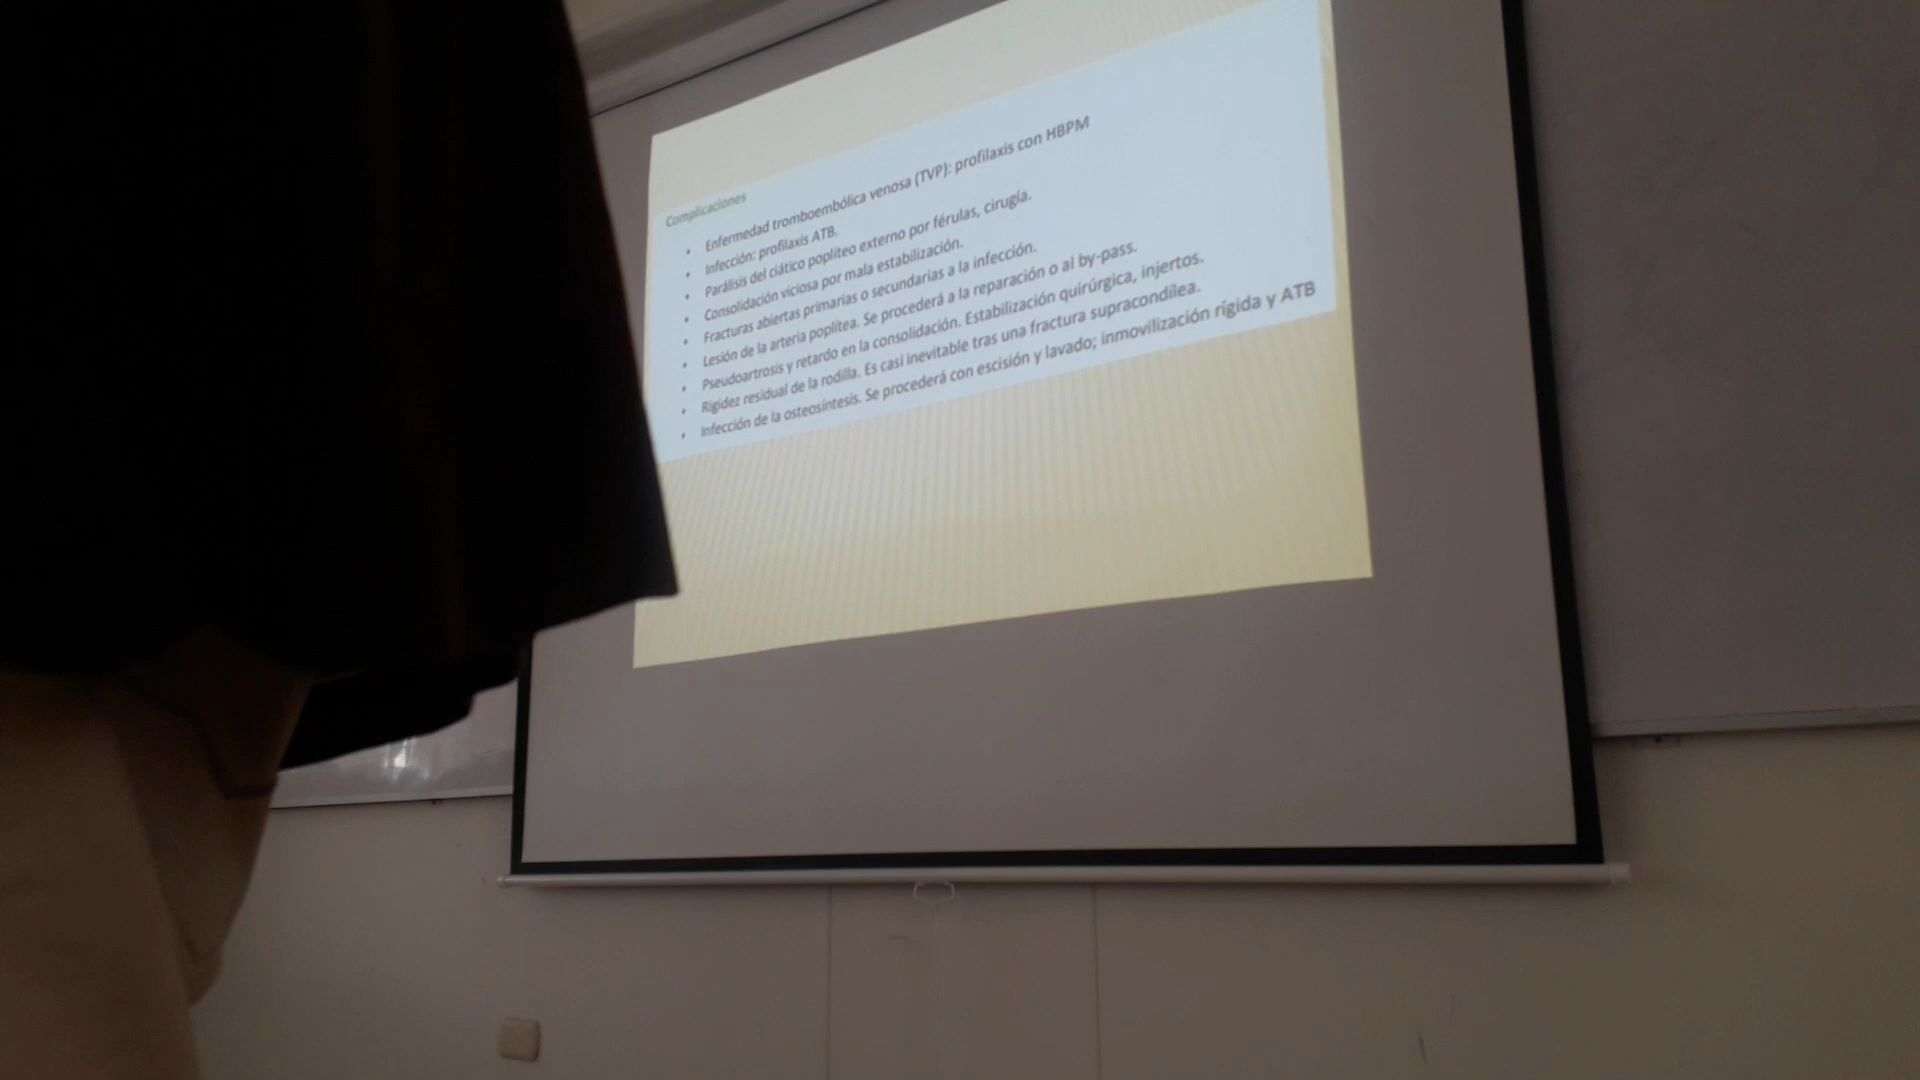 Complicaciones
• Enfermedad tromboembólica venosa (TVP): profilaxis con HBPM
• Infección: profilaxis ATB.
• Parálisis del ciático poplíteo externo por férulas, cirugía.
• Consolidación viciosa por mala estabilización.
• Fracturas abiertas primarias o secundarias a la infección.
• Lesión de la arteria poplítea. Se procederá a la reparación o al by-pass.
• Pseudoartrosis y retardo en la consolidación. Estabilización quirúrgica, injertos.
• Rigidez residual de la rodilla. Es casi inevitable tras una fractura supracondílea.
• Infección de la osteosíntesis. Se procederá con escisión y lavado; inmovilización rígida y ATB